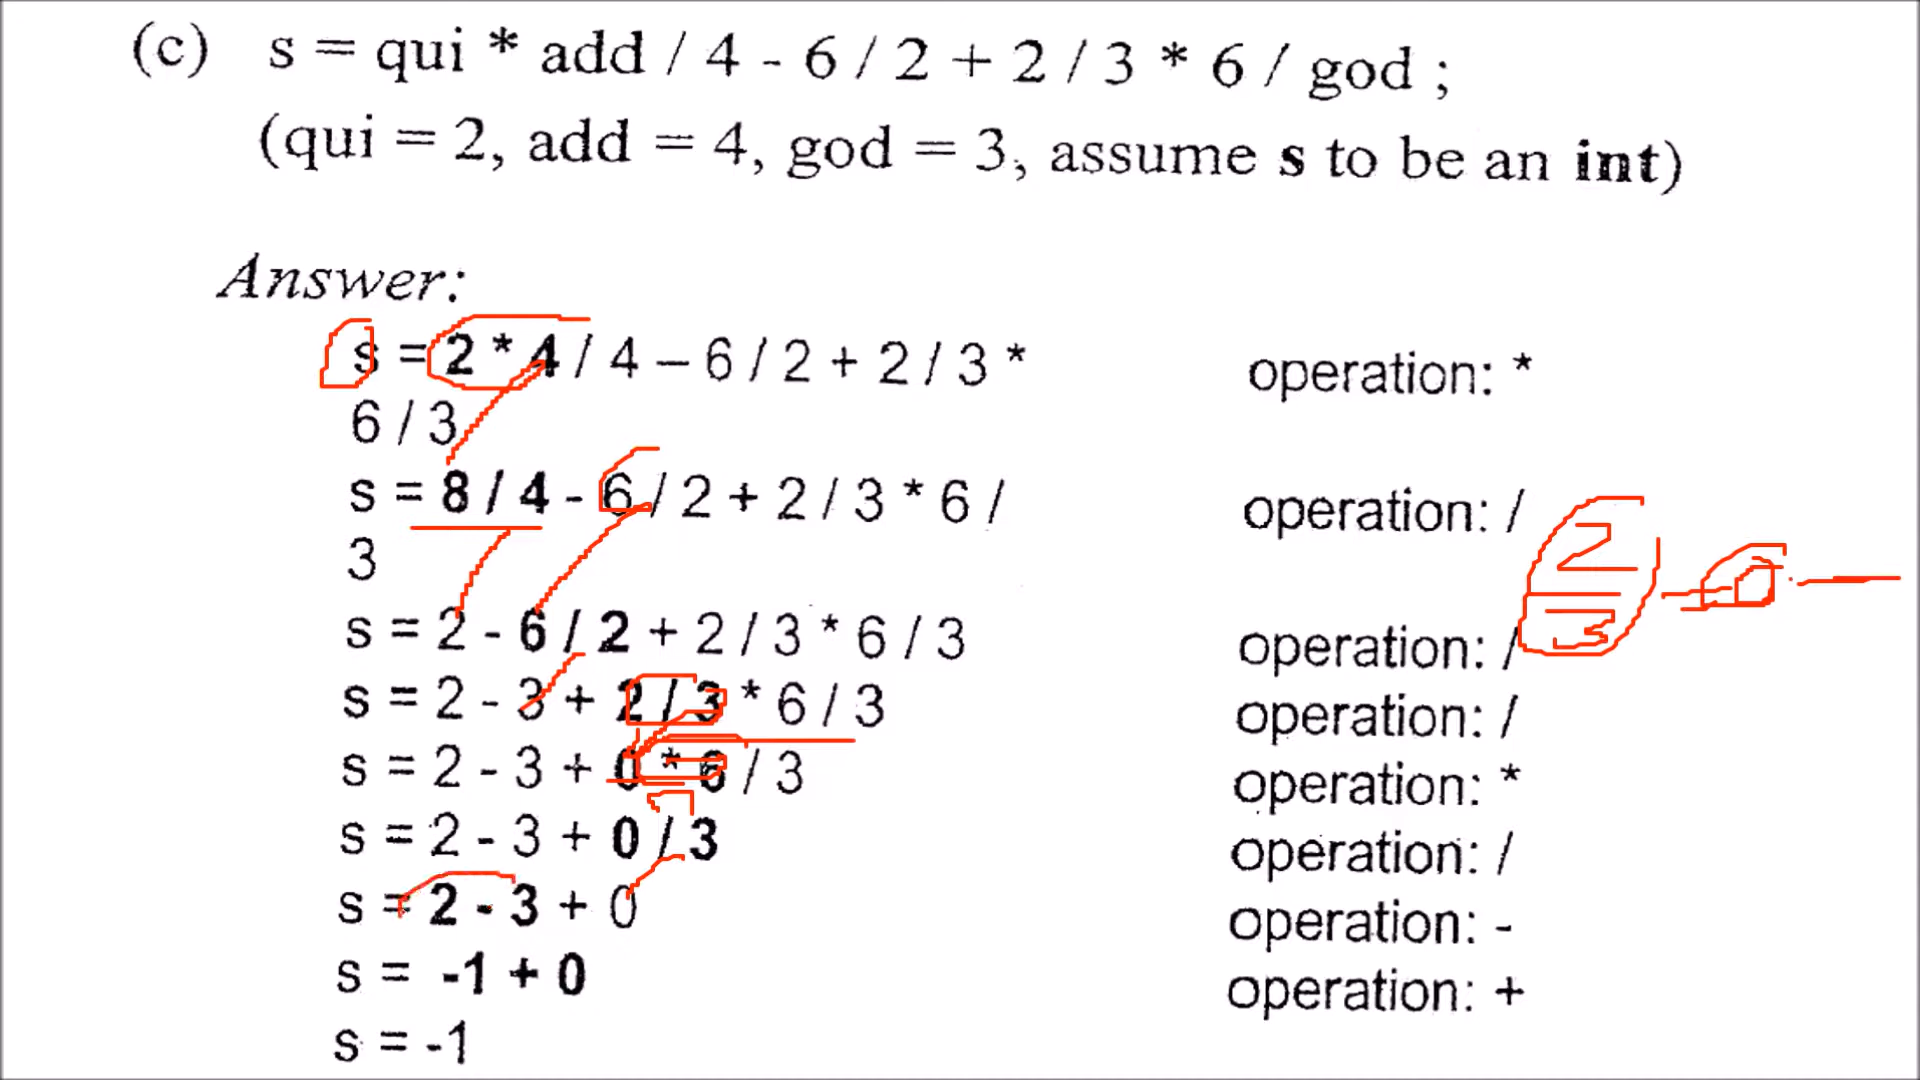 (c) s = qui * add / 4 - 6 / 2 + 2 / 3 * 6 / god ;
(qui = 2, add = 4, god = 3, assume s to be an int)
Answer:
s = 2 * 4 / 4 – 6 / 2 + 2 / 3 * operation: *
6 / 3
s = 8 / 4 - 6 / 2 + 2 / 3 * 6 / operation: /
3
s = 2 - 6 / 2 + 2 / 3 * 6 / 3 operation: /
s = 2 - 3 + 2 / 3 * 6 / 3 operation: /
s = 2 - 3 + 0 * 6 / 3 operation: *
s = 2 - 3 + 0 / 3 operation: /
s = 2 - 3 + 0 operation: -
s = -1 + 0 operation: +
s = -1
2
3